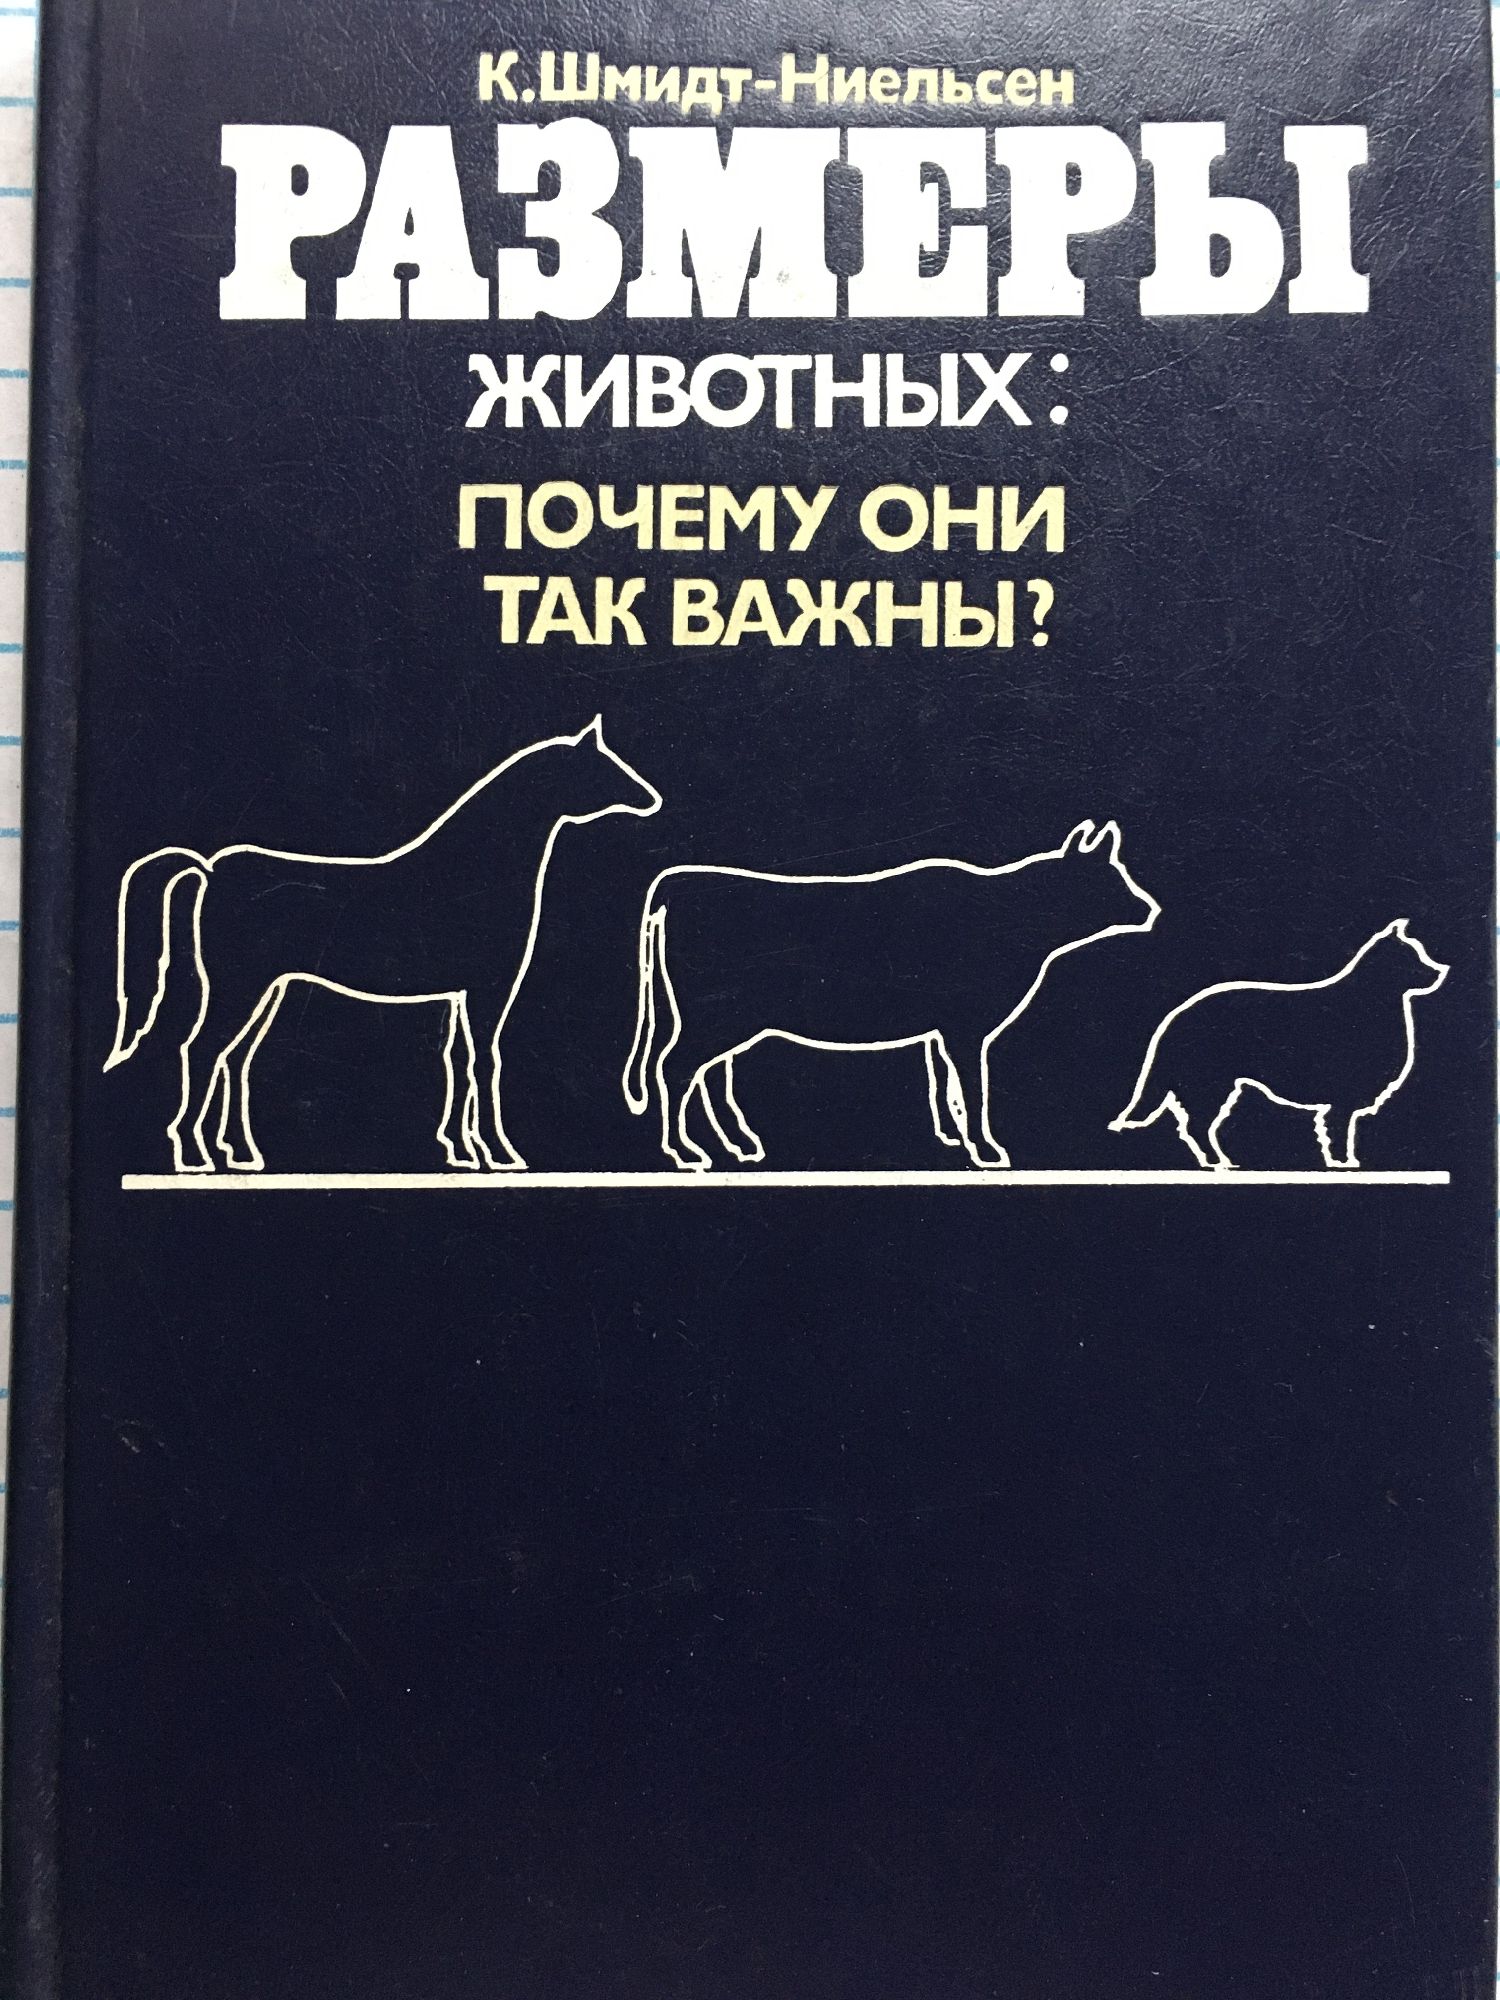 К.Шмидт-Ниельсен
РАЗМЕРЫ
ЖИВОТНЫХ:
ПОЧЕМУ ОНИ
ТАК ВАЖНЫ?